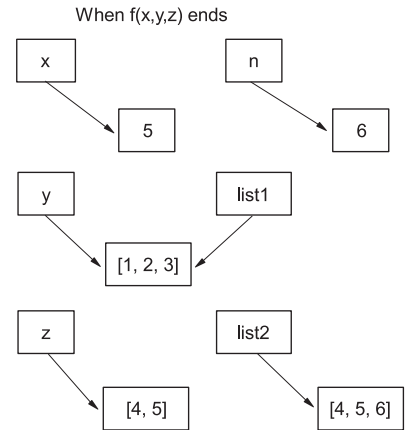 When f(x,y,z) ends
x
n
5
6
y
list1
[1, 2, 3]
z
list2
[4, 5]
[4, 5, 6]